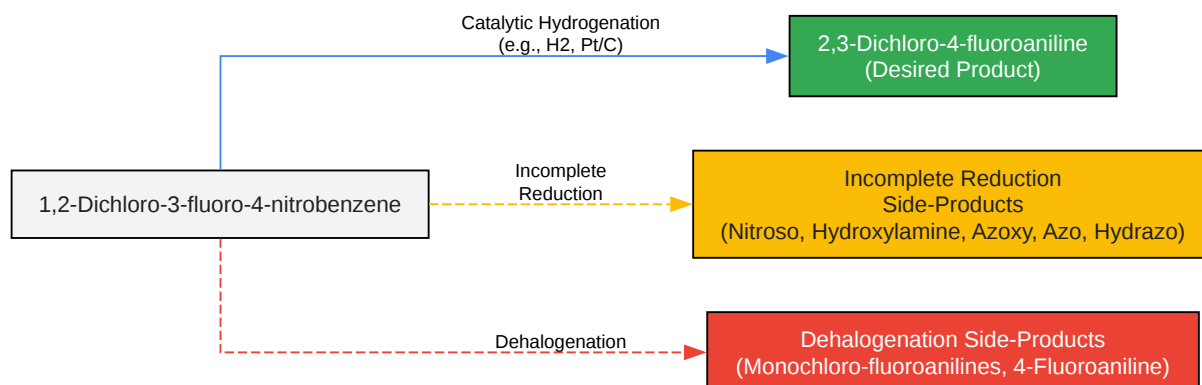 Catalytic Hydrogenation
(e.g., H2, Pt/C)
2,3-Dichloro-4-fluoroaniline
(Desired Product)
1,2-Dichloro-3-fluoro-4-nitrobenzene
Incomplete
Reduction
Incomplete Reduction
Side-Products
(Nitroso, Hydroxylamine, Azoxy, Azo, Hydrazo)
Dehalogenation
Dehalogenation Side-Products
(Monochloro-fluoroanilines, 4-Fluoroaniline)